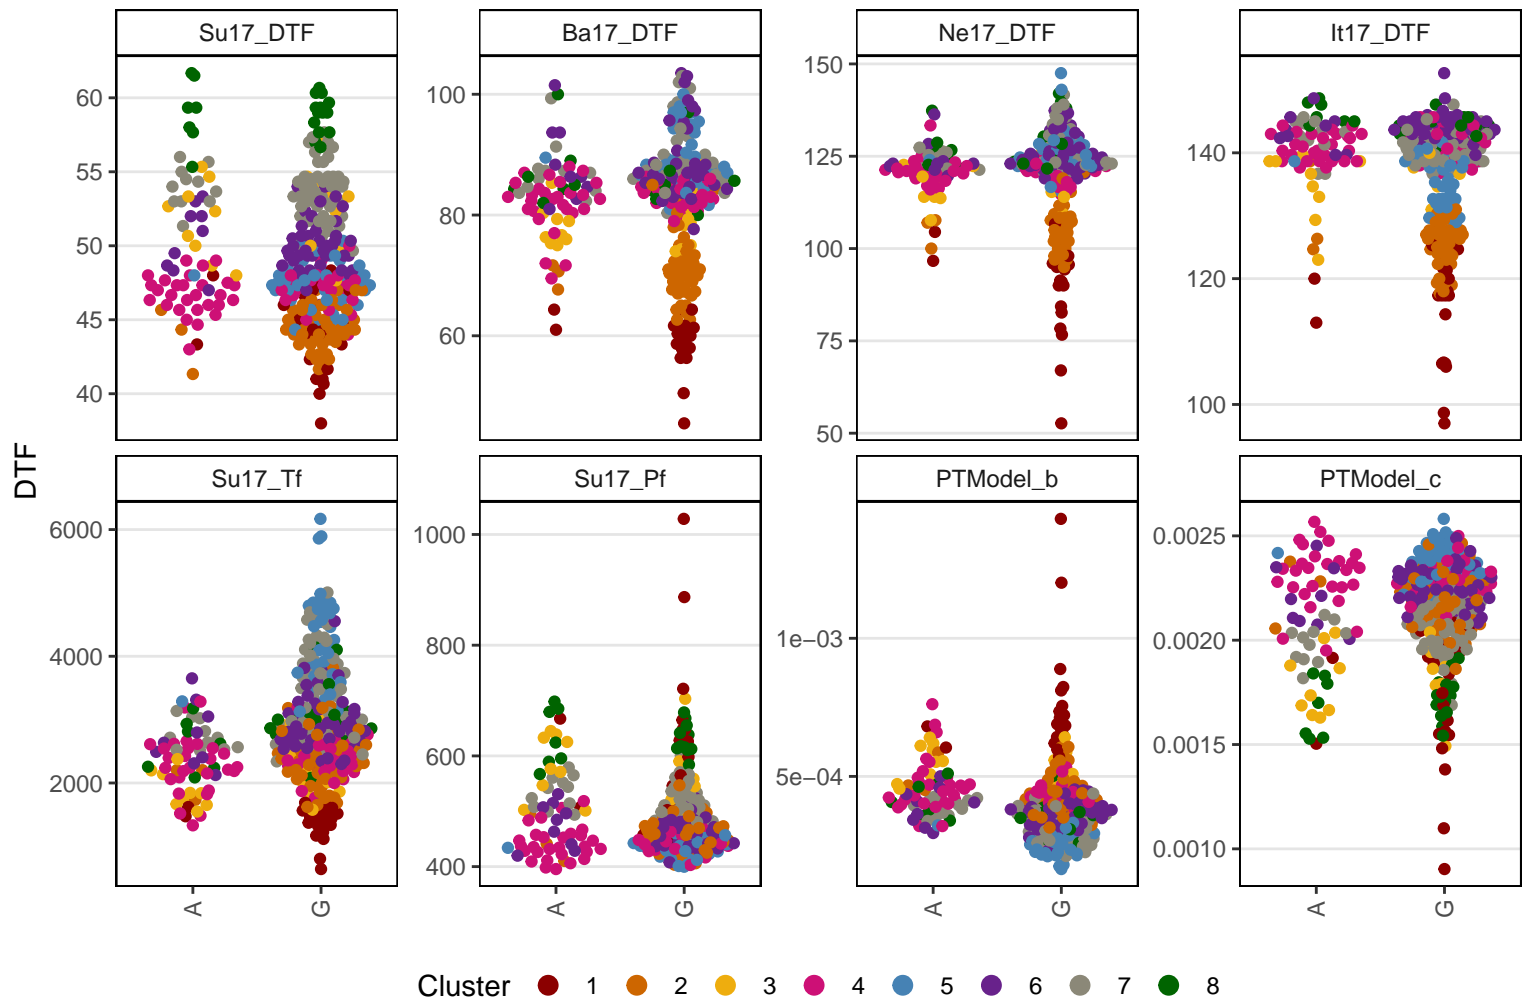 Su17_DTF
Ba17_DTF
Ne17_DTF
It17_DTF
60
55
50
45
40
100
80
60
150
125
100
75
50
140
120
100
DTF
Su17_Tf
Su17_Pf
PTModel_b
PTModel_c
6000
4000
2000
1000
800
600
400
1e−03
5e−04
0.0025
0.0020
0.0015
0.0010
A
G
A
G
A
G
A
G
Cluster 1 2 3 4 5 6 7 8